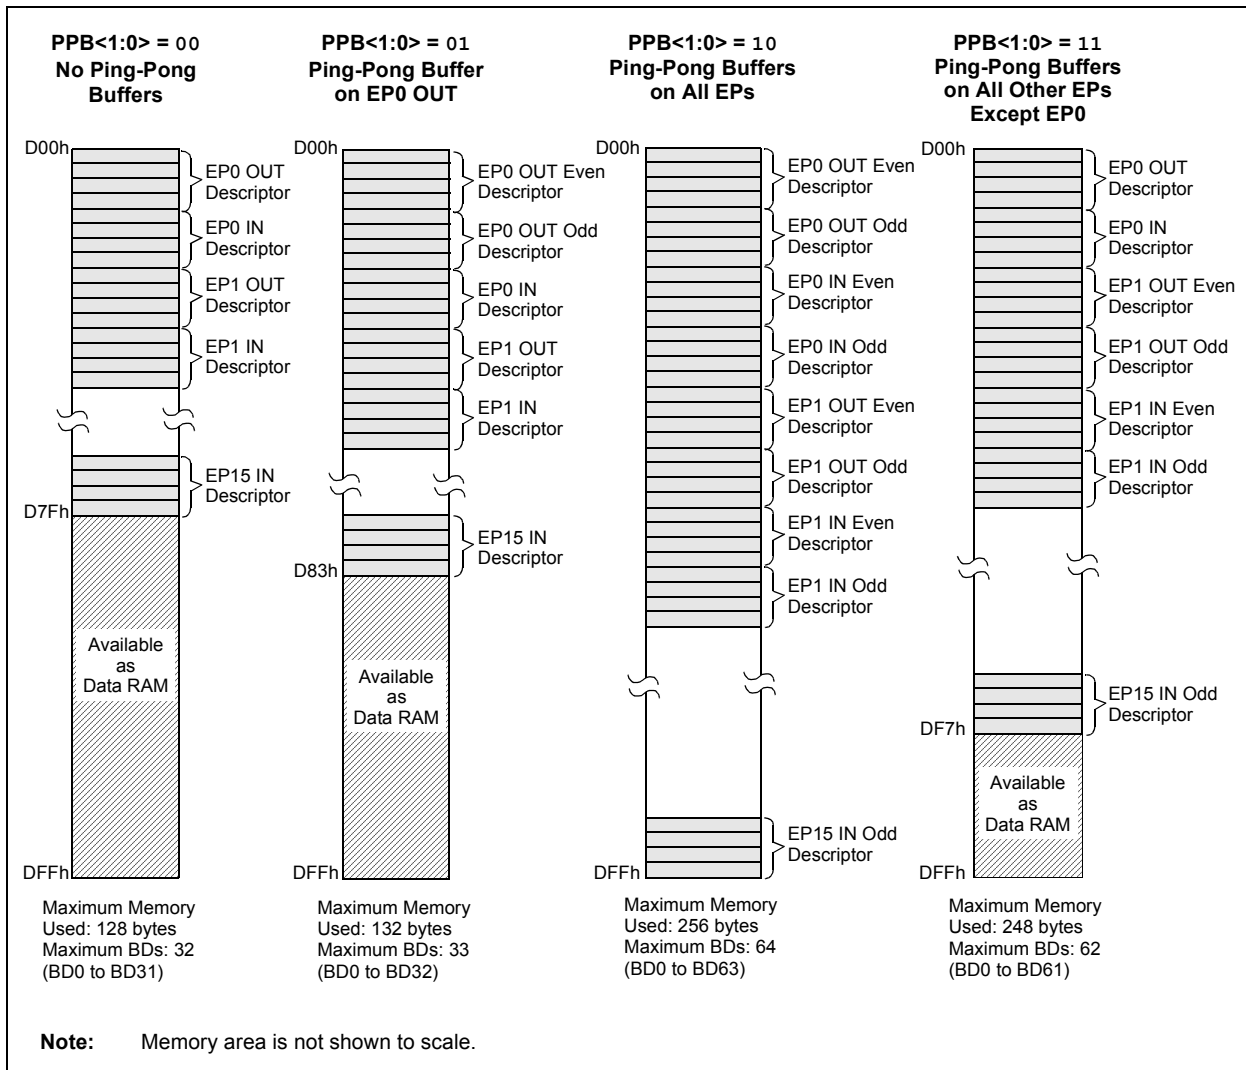 PPB<1:0> = 00
No Ping-Pong
Buffers
D00h
EP0 OUT
Descriptor
EP0 IN
Descriptor
EP1 OUT
Descriptor
EP1 IN
Descriptor
EP15 IN
Descriptor
D7Fh
Available
as
Data RAM
DFFh
Maximum Memory
Used: 128 bytes
Maximum BDs: 32
(BD0 to BD31)
PPB<1:0> = 01
Ping-Pong Buffer
on EP0 OUT
D00h
EP0 OUT Even
Descriptor
EP0 OUT Odd
Descriptor
EP0 IN
Descriptor
EP1 OUT
Descriptor
EP1 IN
Descriptor
EP15 IN
Descriptor
D83h
Available
as
Data RAM
DFFh
Maximum Memory
Used: 132 bytes
Maximum BDs: 33
(BD0 to BD32)
PPB<1:0> = 10
Ping-Pong Buffers
on All EPs
D00h
EP0 OUT Even
Descriptor
EP0 OUT Odd
Descriptor
EP0 IN Even
Descriptor
EP0 IN Odd
Descriptor
EP1 OUT Even
Descriptor
EP1 OUT Odd
Descriptor
EP1 IN Even
Descriptor
EP1 IN Odd
Descriptor
EP15 IN Odd
Descriptor
DFFh
Maximum Memory
Used: 256 bytes
Maximum BDs: 64
(BD0 to BD63)
PPB<1:0> = 11
Ping-Pong Buffers
on All Other EPs
Except EP0
D00h
EP0 OUT
Descriptor
EP0 IN
Descriptor
EP1 OUT Even
Descriptor
EP1 OUT Odd
Descriptor
EP1 IN Even
Descriptor
EP1 IN Odd
Descriptor
EP15 IN Odd
Descriptor
DF7h
Available
as
Data RAM
DFFh
Maximum Memory
Used: 248 bytes
Maximum BDs: 62
(BD0 to BD61)
Note: Memory area is not shown to scale.